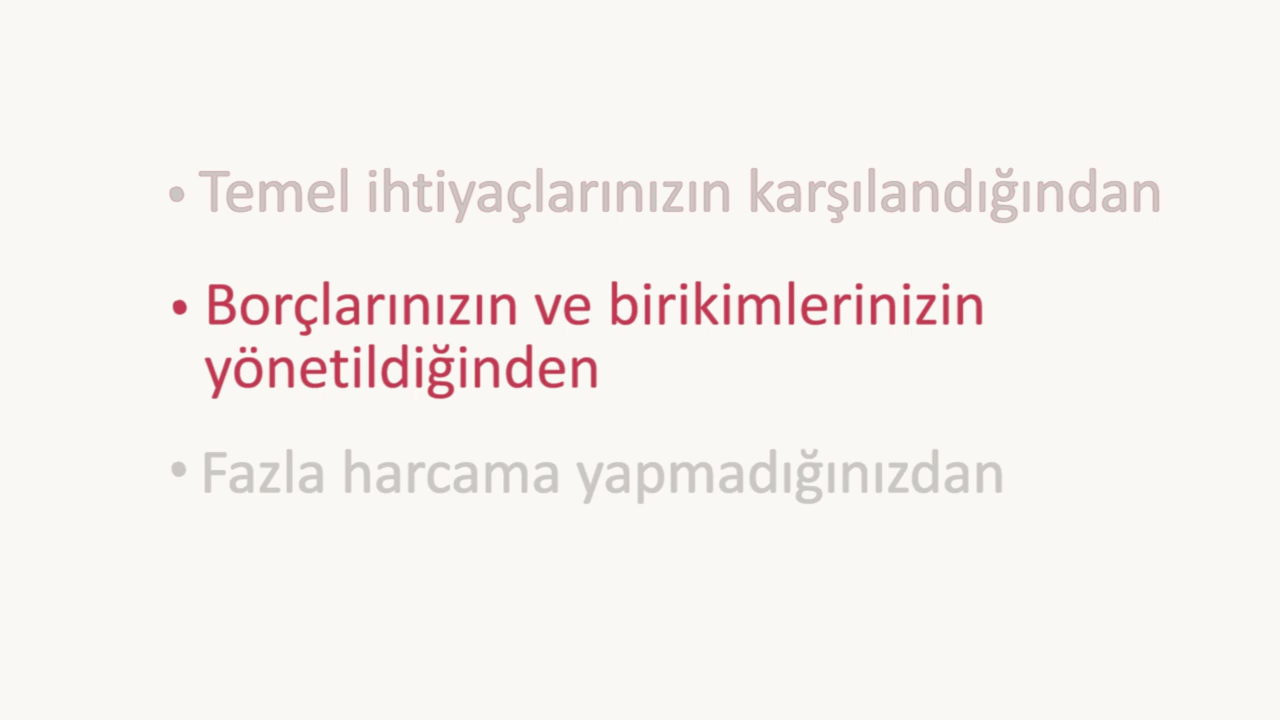 • Temel ihtiyaçlarınızın karşılandığından
• Borçlarınızın ve birikimlerinizin
yönetildiğinden
• Fazla harcama yapmadığınızdan